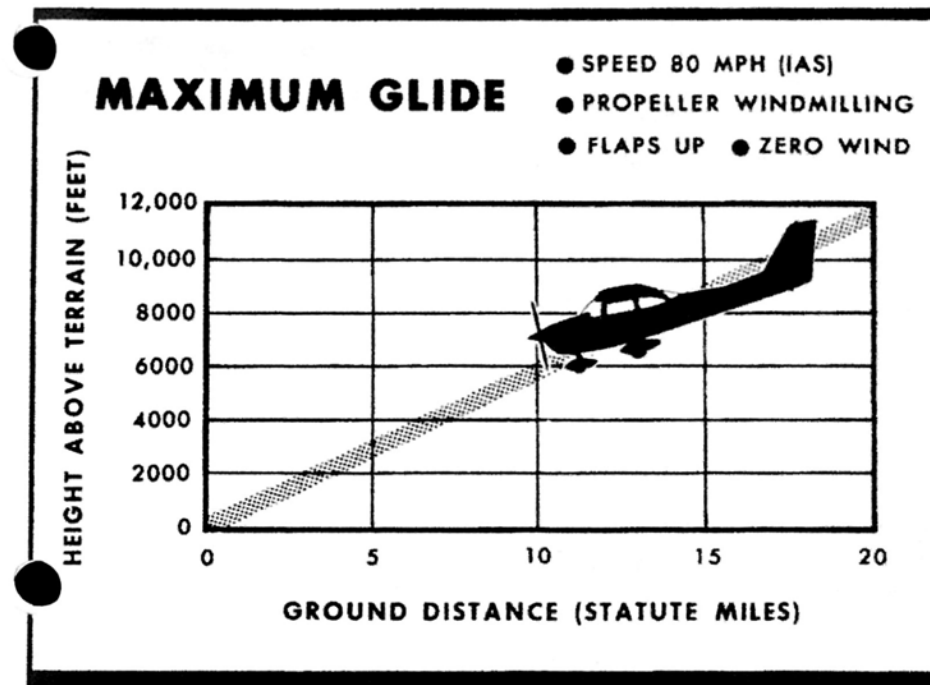 MAXIMUM GLIDE
● SPEED 80 MPH (IAS)
● PROPELLER WINDMILLING
● FLAPS UP ● ZERO WIND
HEIGHT ABOVE TERRAIN (FEET)
12,000
10,000
8000
6000
4000
2000
0
0 5 10 15 20
GROUND DISTANCE (STATUTE MILES)